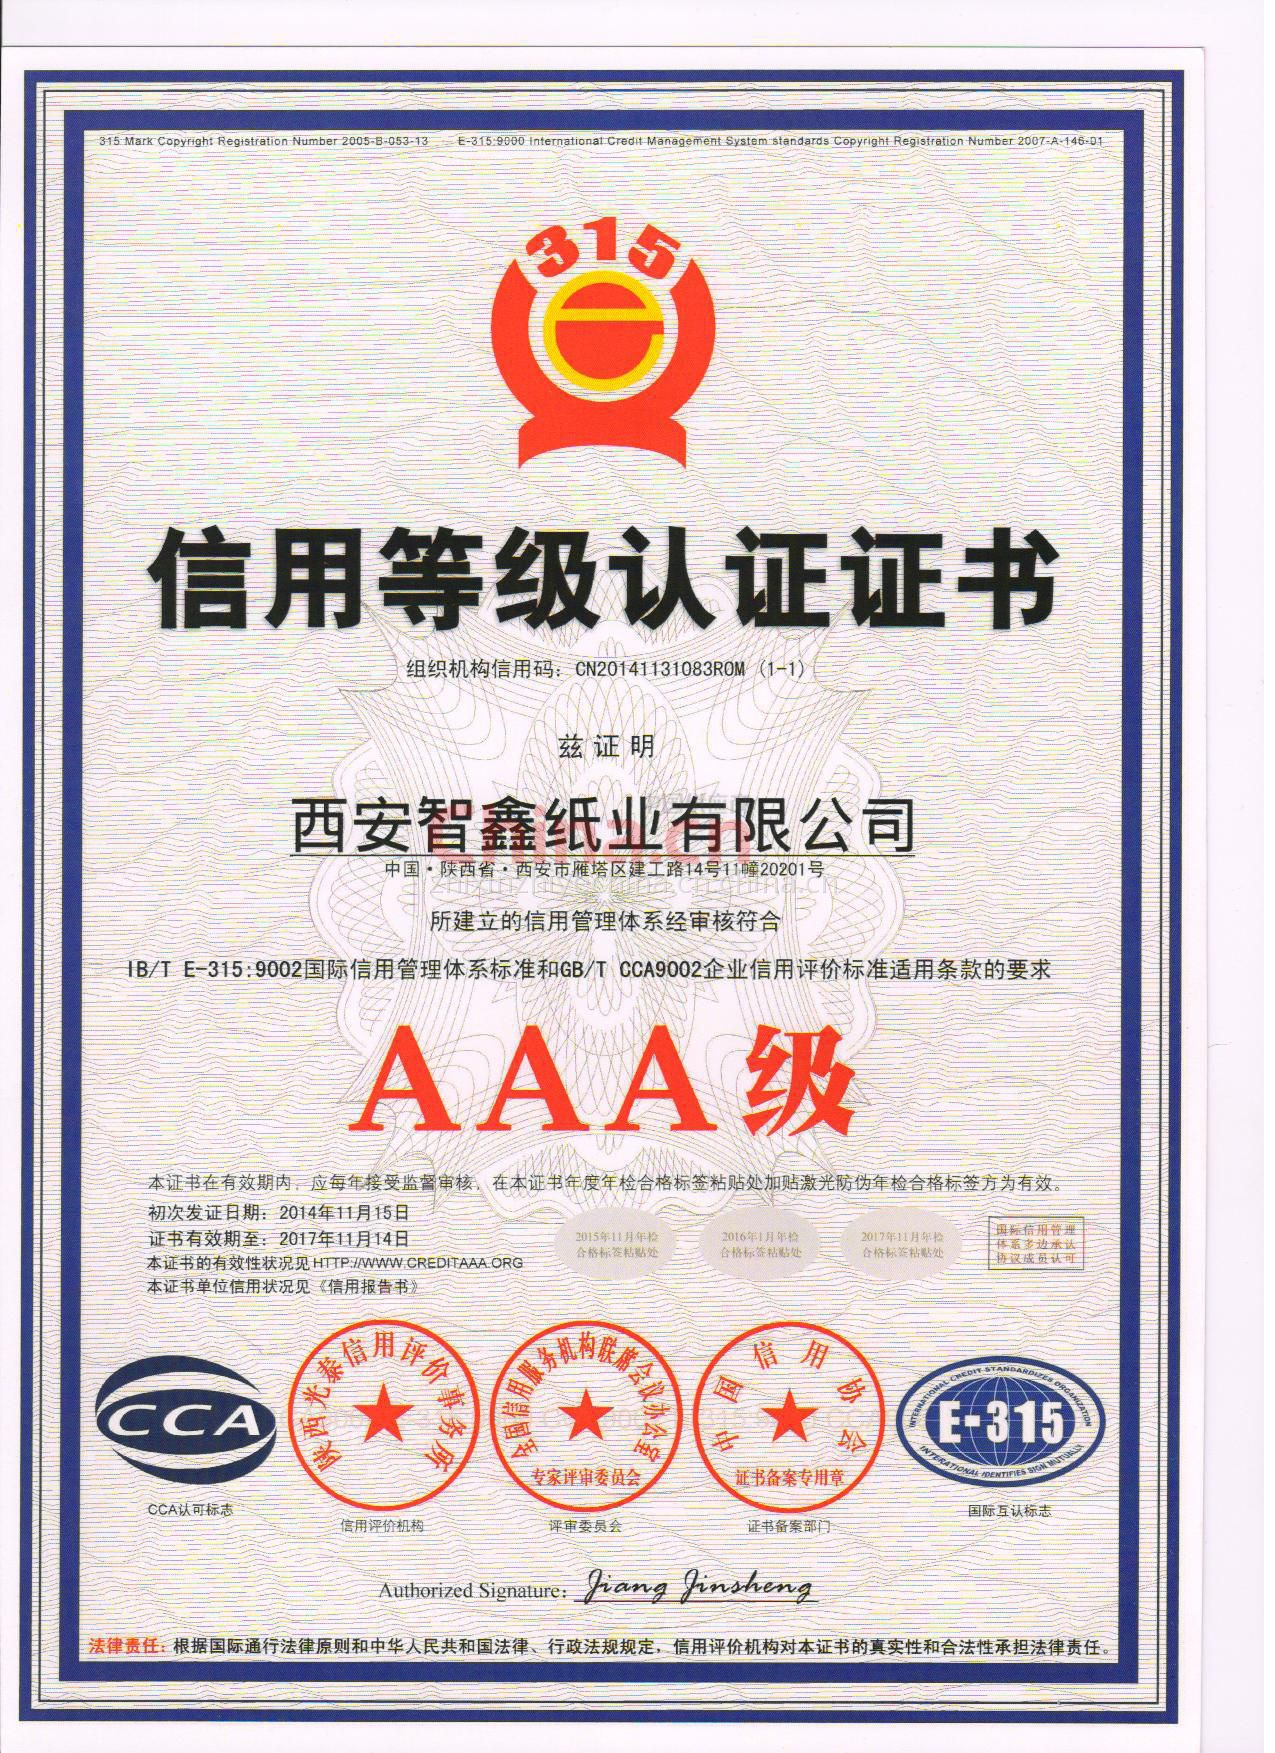 315 Mark Copyright Registration Number 2005-B-053-13 E-315:9000 International Credit Management System standards Copyright Registration Number 2007-A-146-01
315
e
信用等级认证证书
组织机构信用码：CN20141131083R0M (1-1)
兹证明
西安智鑫纸业有限公司
China.cn
中国·陕西省·西安市雁塔区建工路14号11幢20201号
所建立的信用管理体系经审核符合
IB/T E-315:9002国际信用管理体系标准和GB/T CCA9002企业信用评价标准适用条款的要求
AAA级
本证书在有效期内，应每年接受监督审核，在本证书年度年检合格标签粘贴处加贴激光防伪年检合格标签方为有效。
初次发证日期：2014年11月15日
证书有效期至：2017年11月14日
本证书的有效性状况见HTTP://WWW.CREDITAAA.ORG
本证书单位信用状况见《信用报告书》
2015年11月年检
合格标签粘贴处
2016年1月年检
合格标签粘贴处
2017年11月年检
合格标签粘贴处
国际信用管理
体系多边承认
协议成员认可
CCA
CCA认可标志
陕西光泰信用评价事务所
信用评价机构
全国信用服务机构联席会议办公室
专家评审委员会
评审委员会
中国信用协会
证书备案专用章
证书备案部门
INTERNATIONAL CREDIT STANDARDIZES ORGANIZATION
E-315
INTERNATIONAL IDENTIFIES SIGN MUTUALLY
国际互认标志
Authorized Signature: Jiang Jinsheng
法律责任：根据国际通行法律原则和中华人民共和国法律、行政法规规定，信用评价机构对本证书的真实性和合法性承担法律责任。